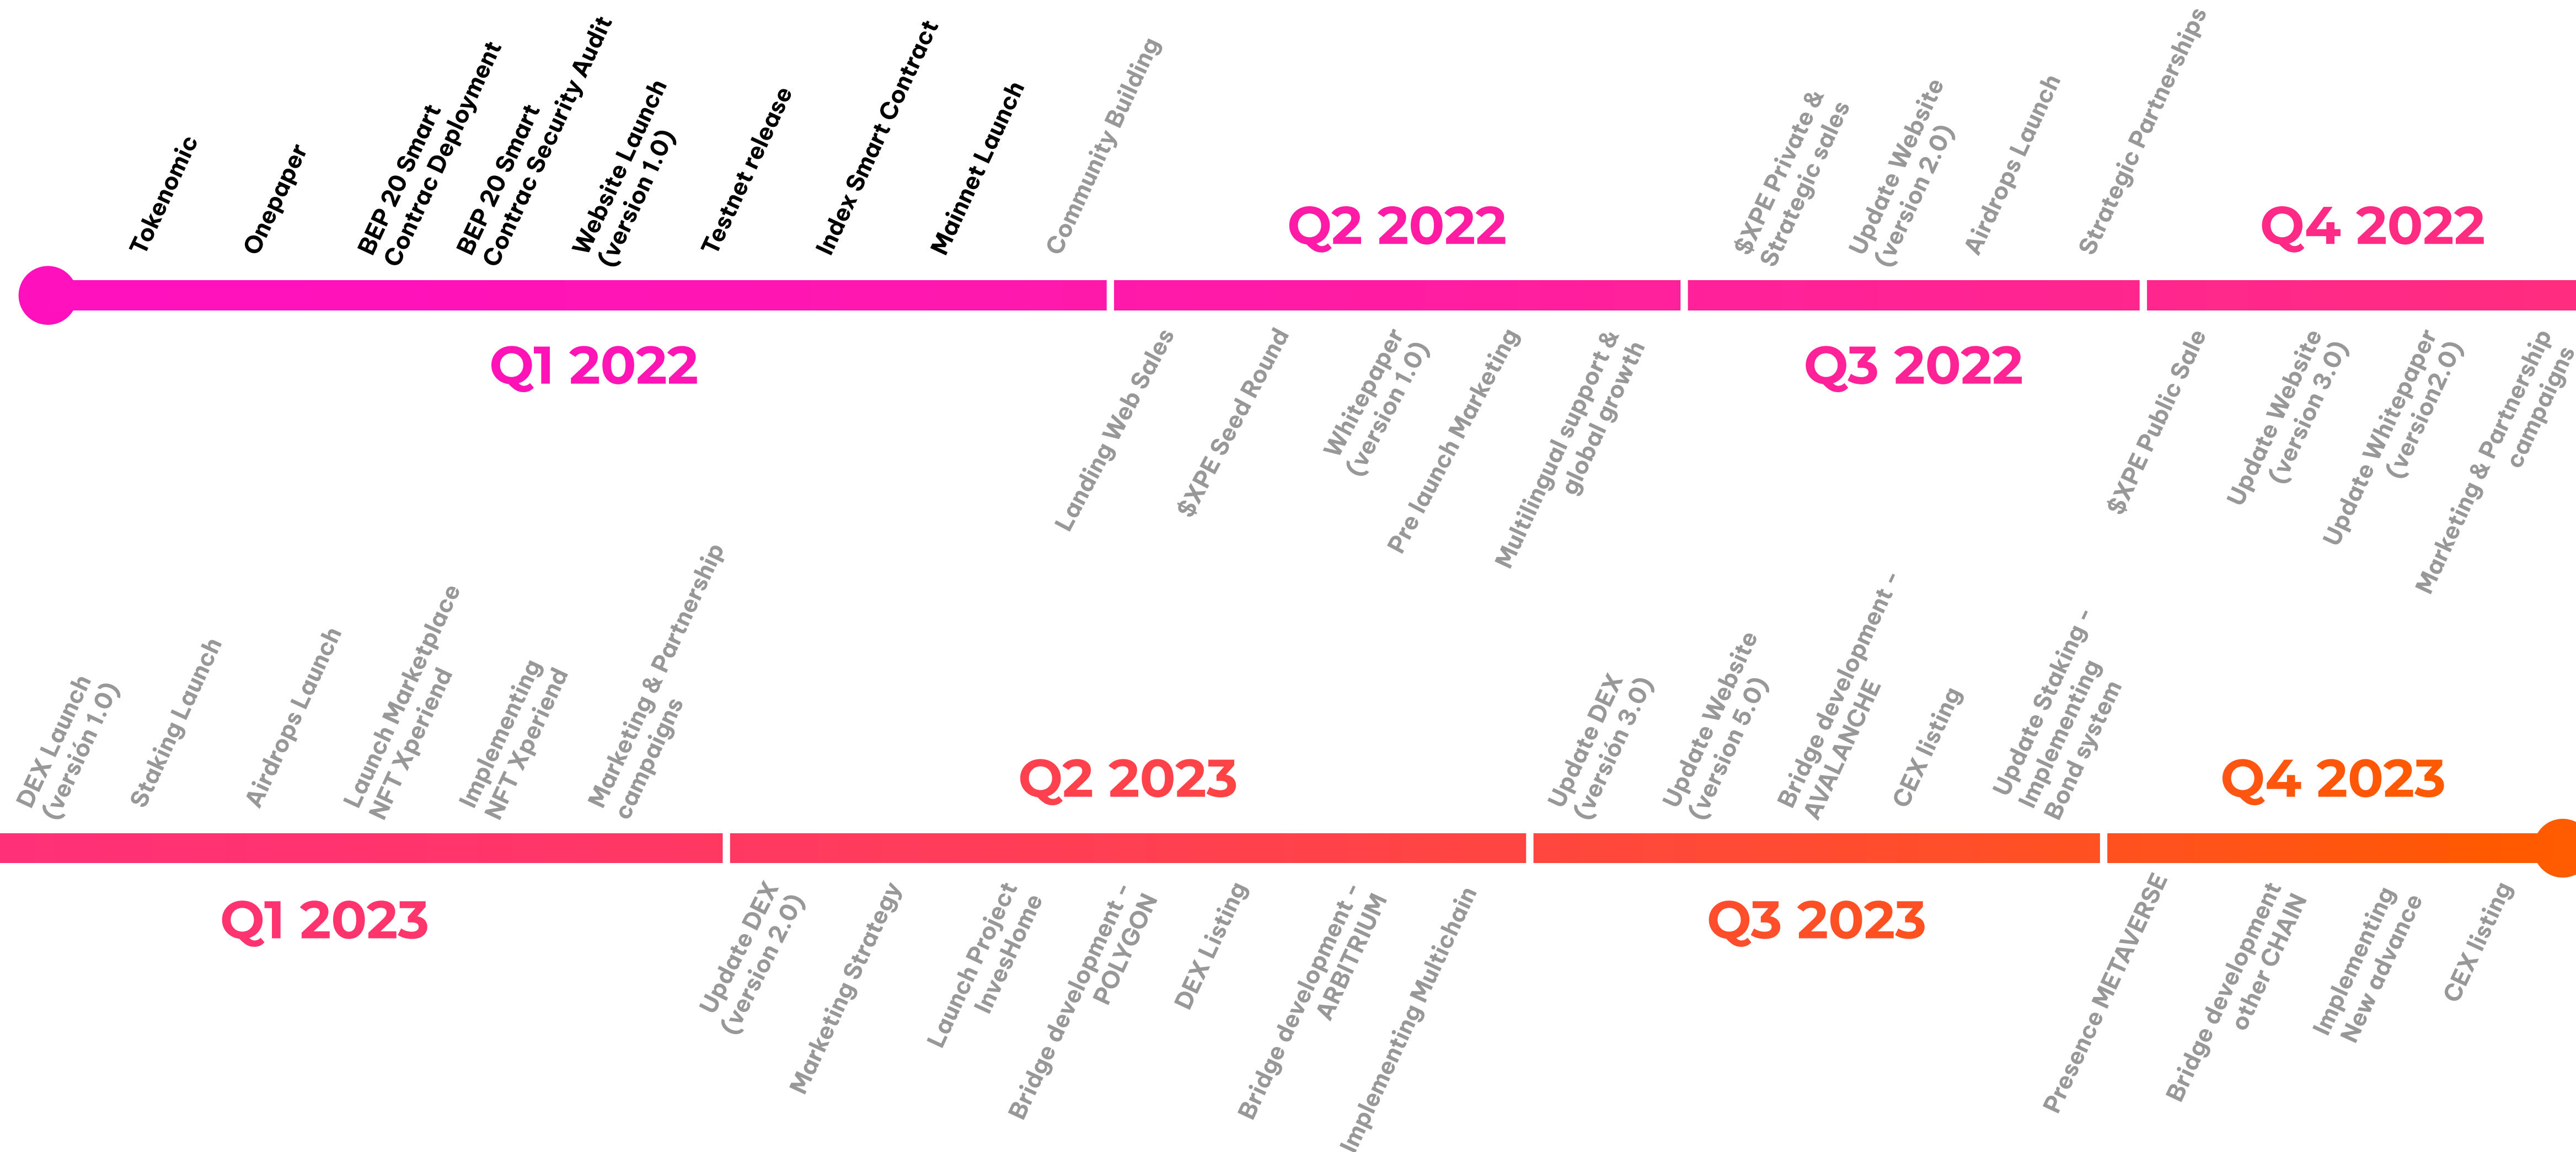 Tokenomic
Onepaper
BEP 20 Smart
Contrac Deployment
BEP 20 Smart
Contrac Security Audit
Website Launch
(version 1.0)
Testnet release
Index Smart Contract
Mainnet Launch
Community Building
Q1 2022
Q2 2022
Landing Web Sales
$XPE Seed Round
Whitepaper
(version 1.0)
Pre launch Marketing
Multilingual support &
global growth
$XPE Private &
Strategic sales
Update Website
(version 2.0)
Airdrops Launch
Strategic Partnerships
Q3 2022
Q4 2022
$XPE Public Sale
Update Website
(version 3.0)
Update Whitepaper
(version2.0)
Marketing & Partnership
campaigns
DEX Launch
(versión 1.0)
Staking Launch
Airdrops Launch
Launch Marketplace
NFT Xperiend
Implementing
NFT Xperiend
Marketing & Partnership
campaigns
Q1 2023
Q2 2023
Update DEX
(version 2.0)
Marketing Strategy
Launch Project
InvesHome
Bridge development -
POLYGON
DEX Listing
Bridge development -
ARBITRIUM
Implementing Multichain
Update DEX
(versión 3.0)
Update Website
(version 5.0)
Bridge development -
AVALANCHE
CEX listing
Update Staking -
Implementing
Bond system
Q3 2023
Q4 2023
Presence METAVERSE
Bridge development
other CHAIN
Implementing
New advance
CEX listing